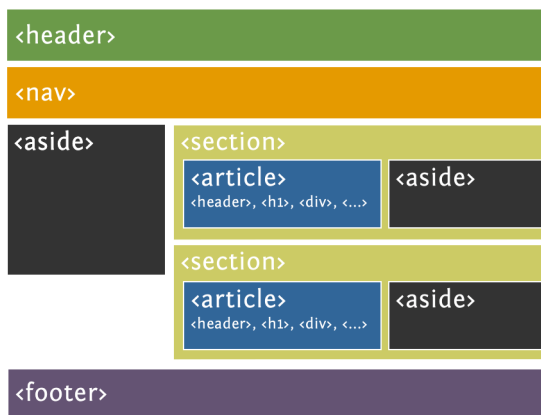 <header>
<nav>
<aside>
<section>
<article>
<header>, <h1>, <div>, <...>
<aside>
<section>
<article>
<header>, <h1>, <div>, <...>
<aside>
<footer>